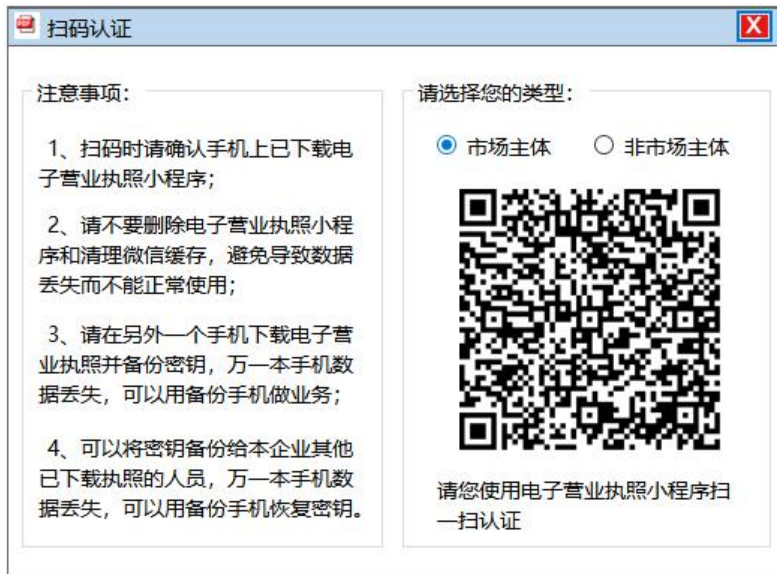 扫码认证
注意事项：
1、扫码时请确认手机上已下载电
子营业执照小程序；
2、请不要删除电子营业执照小程
序和清理微信缓存，避免导致数据
丢失而不能正常使用；
3、请在另外一个手机下载电子营
业执照并备份密钥，万一本手机数
据丢失，可以用备份手机做业务；
4、可以将密钥备份给本企业其他
已下载执照的人员，万一本手机数
据丢失，可以用备份手机恢复密钥。
请选择您的类型：
市场主体 非市场主体
请您使用电子营业执照小程序扫
一扫认证